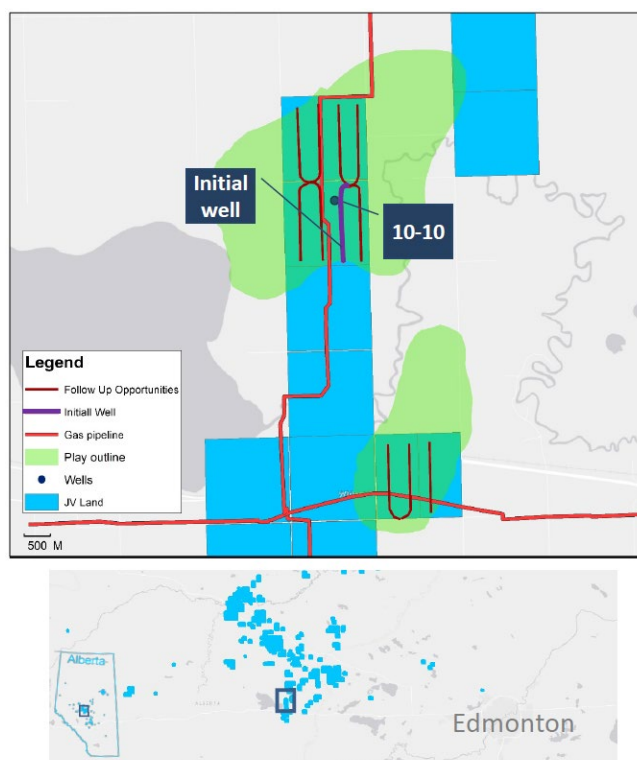 Initial
well
10-10
Legend
Follow Up Opportunities
Initiall Well
Gas pipeline
Play outline
Wells
JV Land
500 M
Alberta
ALBERTA
Edmonton